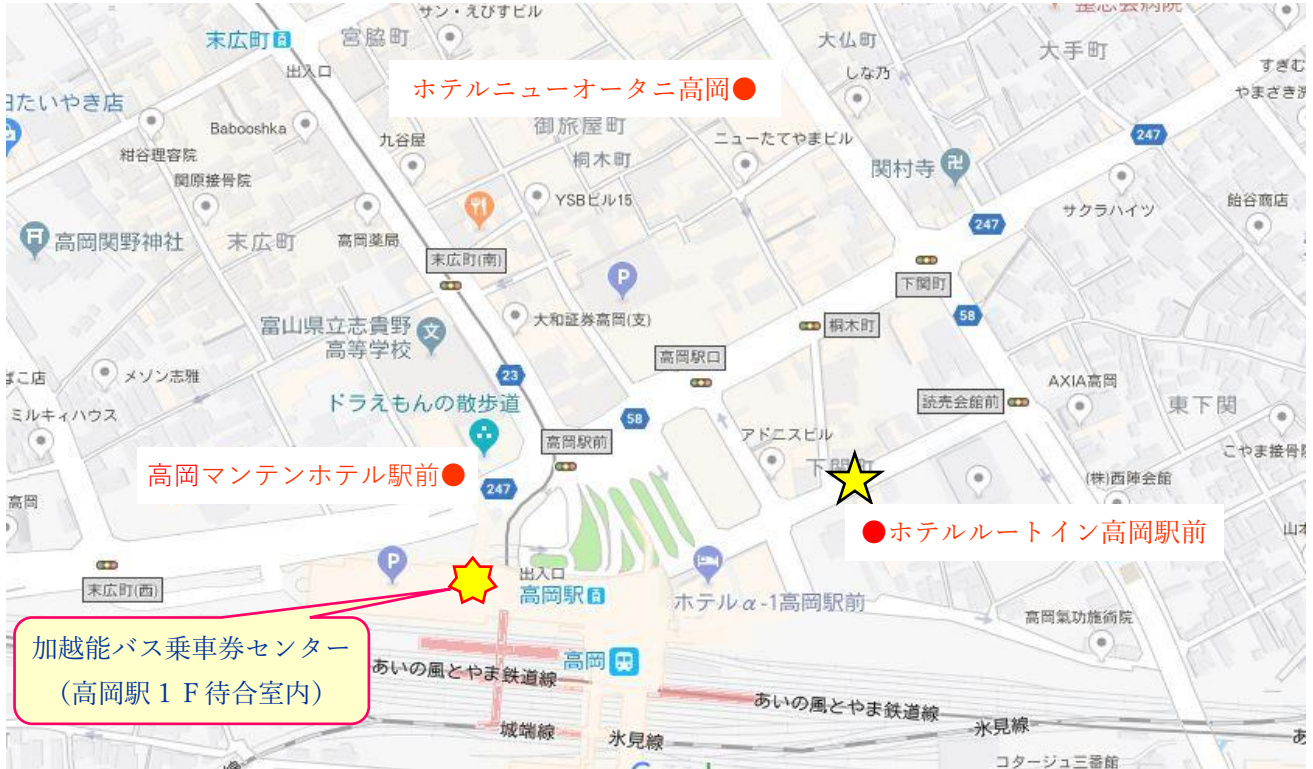 サン・えびすビル
末広町
宮脇町
大仏町
大手町
出入口
しな乃
ホテルニューオータニ高岡●
たいやき店
Babooshka
九谷屋
御旅屋町
ニューたてやまビル
247
紺谷理容院
桐木町
関村寺
関原接骨院
YSBビル15
サクラハイツ
飴谷商店
高岡関野神社
末広町
高岡薬局
247
末広町(南)
下関町
大和証券高岡(支)
58
富山県立志貴野
高等学校
桐木町
高岡駅口
メゾン志雅
23
AXIA高岡
ミルキィハウス
ドラえもんの散歩道
58
読売会館前
東下関
高岡駅前
アドニスビル
こやま接骨院
高岡マンテンホテル駅前●
下関町
(株)西陣会館
247
高岡
●ホテルルートイン高岡駅前
P
P
出入口
末広町(西)
高岡駅
ホテルα-1高岡駅前
高岡氣功施術院
加越能バス乗車券センター
(高岡駅1F待合室内)
高岡
あいの風とやま鉄道線
あいの風とやま鉄道線
城端線
氷見線
氷見線
コタージュ三番館